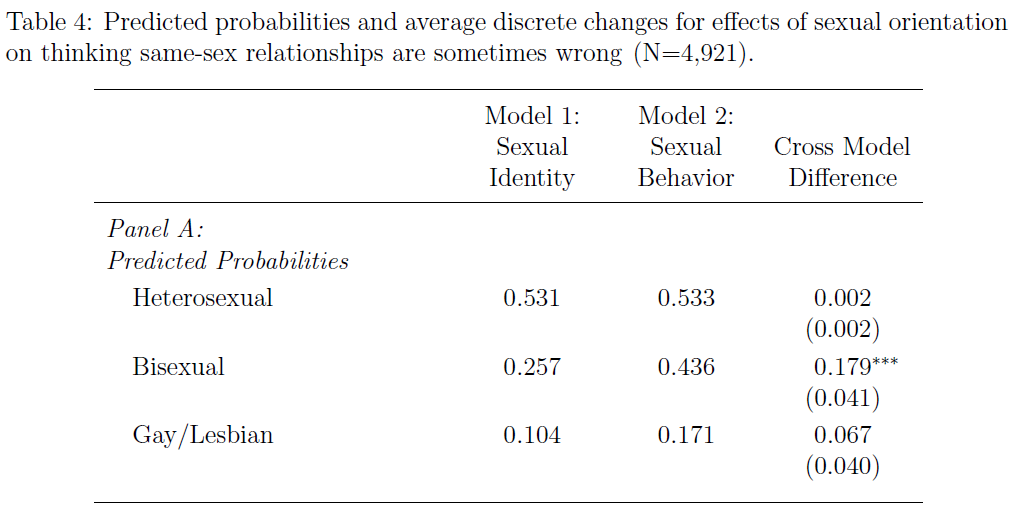 Table 4: Predicted probabilities and average discrete changes for effects of sexual orientation
on thinking same-sex relationships are sometimes wrong (N=4,921).
Model 1: Model 2:
Sexual Sexual Cross Model
Identity Behavior Difference
Panel A:
Predicted Probabilities
Heterosexual 0.531 0.533 0.002
(0.002)
Bisexual 0.257 0.436 0.179***
(0.041)
Gay/Lesbian 0.104 0.171 0.067
(0.040)